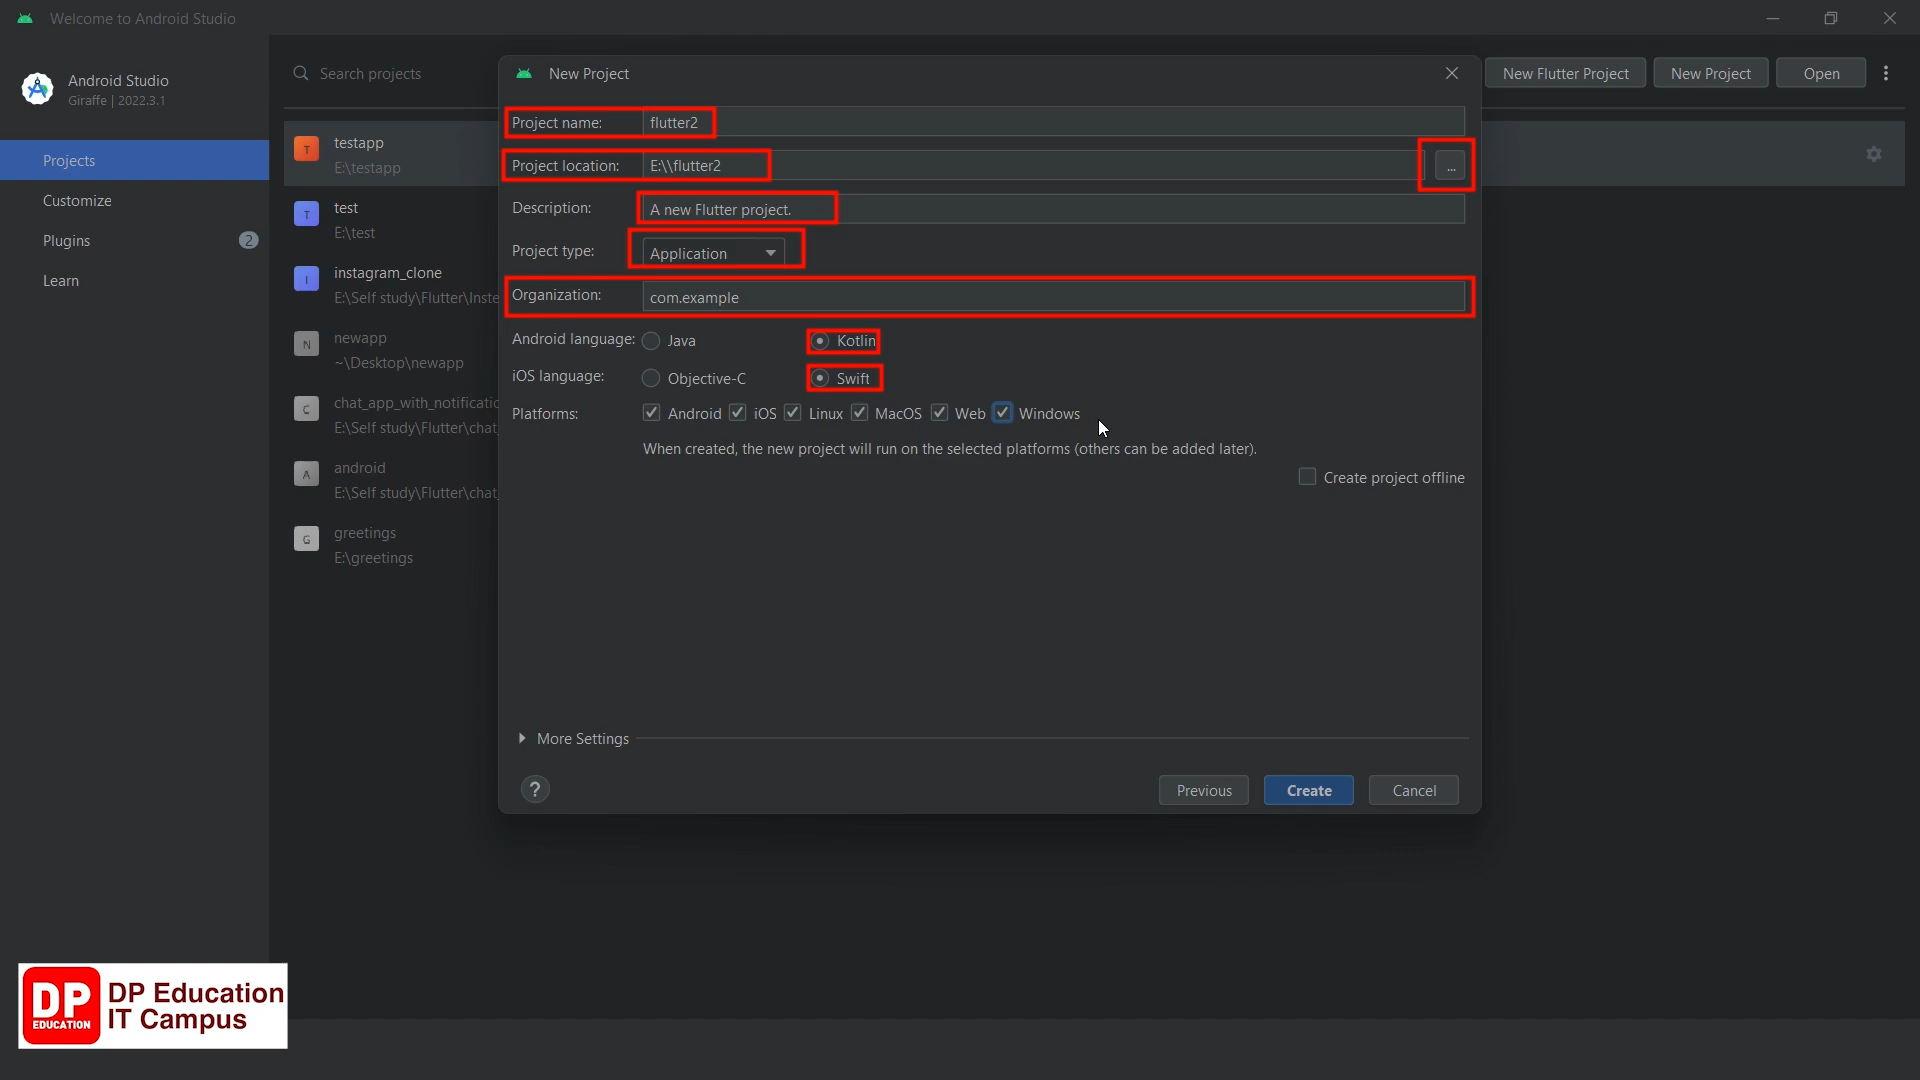 Welcome to Android Studio
Android Studio
Giraffe | 2022.3.1
Projects
Customize
Plugins 2
Learn
Search projects
New Flutter Project New Project Open
T testapp
E:\testapp
T test
E:\test
I instagram_clone
E:\Self study\Flutter\Inste
N newapp
~\Desktop\newapp
C chat_app_with_notificatic
E:\Self study\Flutter\chat_
A android
E:\Self study\Flutter\chat_
G greetings
E:\greetings
New Project
Project name: flutter2
Project location: E:\\flutter2 ...
Description: A new Flutter project.
Project type: Application
Organization: com.example
Android language: Java Kotlin
iOS language: Objective-C Swift
Platforms: Android iOS Linux MacOS Web Windows
When created, the new project will run on the selected platforms (others can be added later).
Create project offline
More Settings
? Previous Create Cancel
DP EDUCATION
DP Education
IT Campus